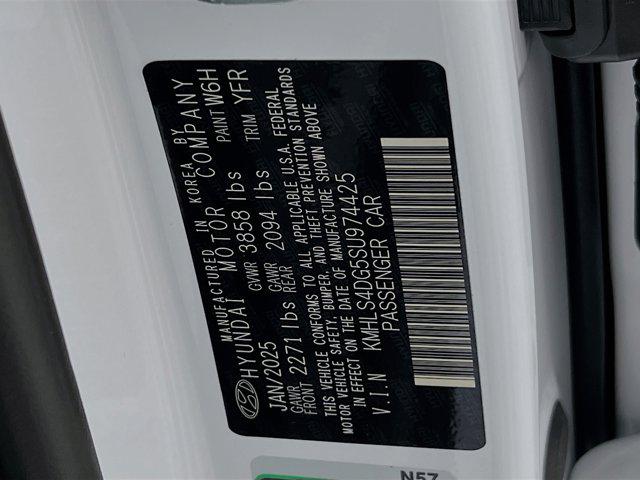 MANUFACTURED IN KOREA BY
HYUNDAI MOTOR COMPANY
JAN/2025 GVWR 3858 lbs PAINT W6H
GAWR FRONT 2271 lbs GAWR REAR 2094 lbs TRIM YFR
THIS VEHICLE CONFORMS TO ALL APPLICABLE U.S.A. FEDERAL
MOTOR VEHICLE SAFETY, BUMPER, AND THEFT PREVENTION STANDARDS
IN EFFECT ON THE DATE OF MANUFACTURE SHOWN ABOVE
V.I.N KMHLS4DG5SU974425
PASSENGER CAR
N57